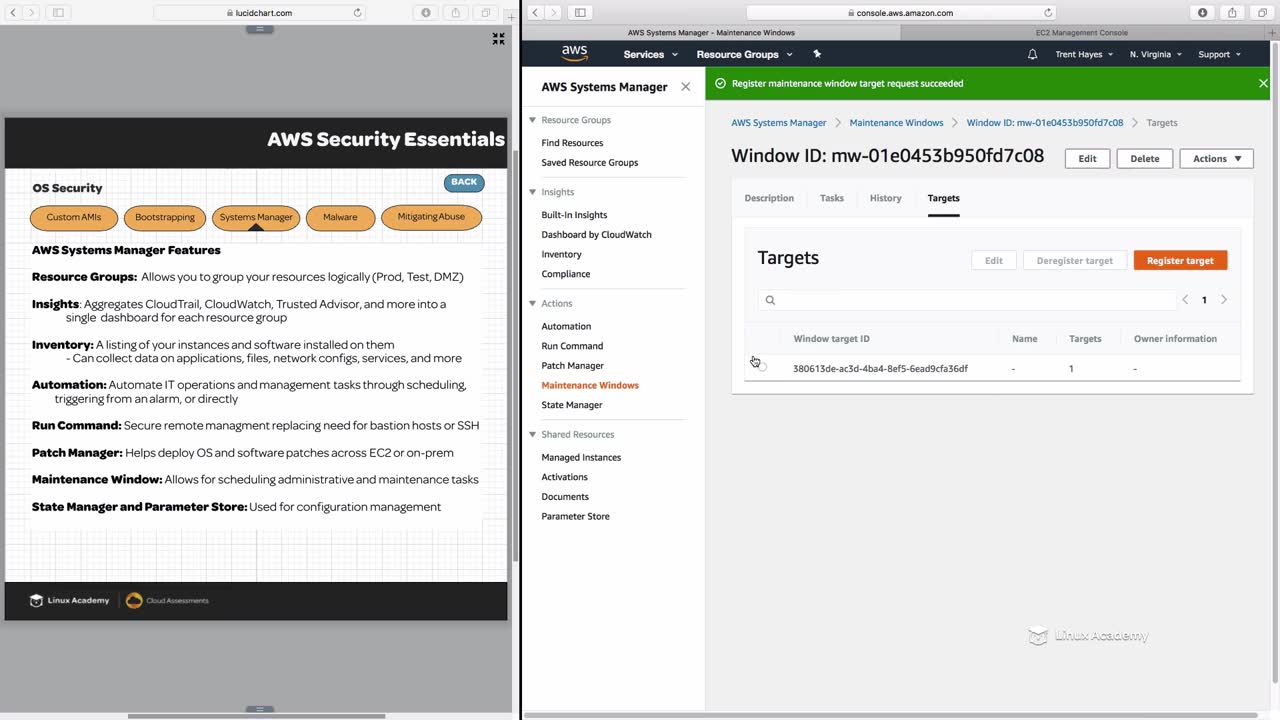 lucidchart.com
AWS Security Essentials
OS Security
BACK
Custom AMIs
Bootstrapping
Systems Manager
Malware
Mitigating Abuse
AWS Systems Manager Features
Resource Groups: Allows you to group your resources logically (Prod, Test, DMZ)
Insights: Aggregates CloudTrail, CloudWatch, Trusted Advisor, and more into a
single dashboard for each resource group
Inventory: A listing of your instances and software installed on them
- Can collect data on applications, files, network configs, services, and more
Automation: Automate IT operations and management tasks through scheduling,
triggering from an alarm, or directly
Run Command: Secure remote managment replacing need for bastion hosts or SSH
Patch Manager: Helps deploy OS and software patches across EC2 or on-prem
Maintenance Window: Allows for scheduling administrative and maintenance tasks
State Manager and Parameter Store: Used for configuration management
Linux Academy
Cloud Assessments
console.aws.amazon.com
AWS Systems Manager - Maintenance Windows
EC2 Management Console
aws
Services
Resource Groups
Trent Hayes
N. Virginia
Support
AWS Systems Manager
Resource Groups
Find Resources
Saved Resource Groups
Insights
Built-In Insights
Dashboard by CloudWatch
Inventory
Compliance
Actions
Automation
Run Command
Patch Manager
Maintenance Windows
State Manager
Shared Resources
Managed Instances
Activations
Documents
Parameter Store
Register maintenance window target request succeeded
AWS Systems Manager > Maintenance Windows > Window ID: mw-01e0453b950fd7c08 > Targets
Window ID: mw-01e0453b950fd7c08
Edit
Delete
Actions
Description
Tasks
History
Targets
Targets
Edit
Deregister target
Register target
1
Window target ID
Name
Targets
Owner information
380613de-ac3d-4ba4-8ef5-6ead9cfa36df
-
1
-
Linux Academy